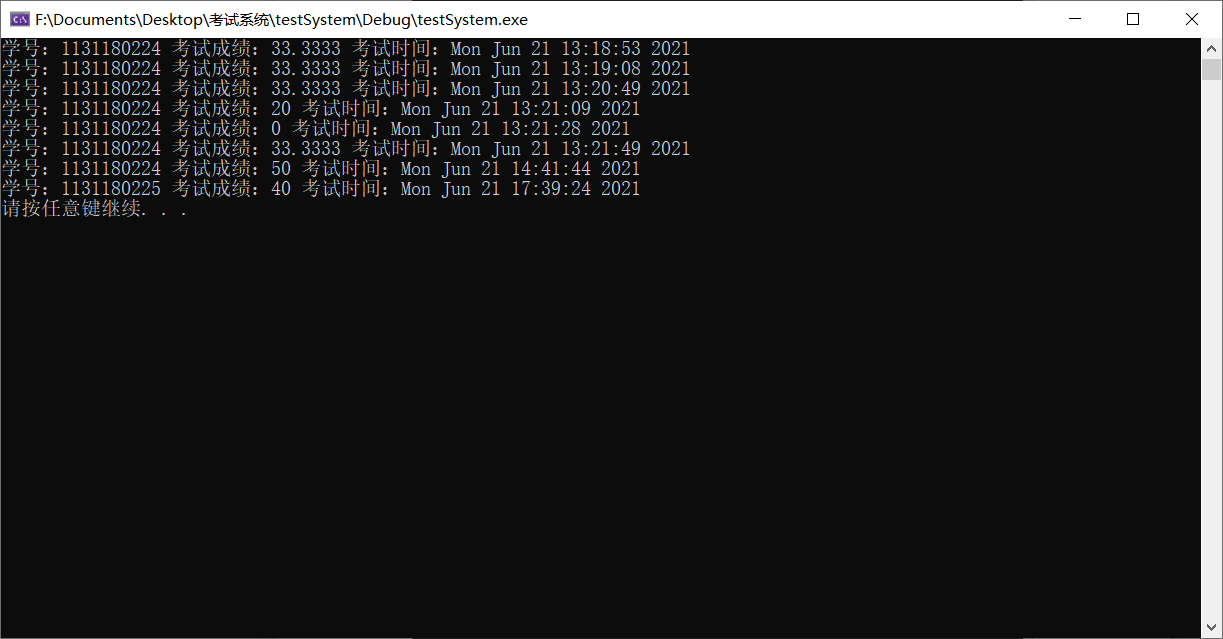 F:\Documents\Desktop\考试系统\testSystem\Debug\testSystem.exe
学号：1131180224 考试成绩：33.3333 考试时间：Mon Jun 21 13:18:53 2021
学号：1131180224 考试成绩：33.3333 考试时间：Mon Jun 21 13:19:08 2021
学号：1131180224 考试成绩：33.3333 考试时间：Mon Jun 21 13:20:49 2021
学号：1131180224 考试成绩：20 考试时间：Mon Jun 21 13:21:09 2021
学号：1131180224 考试成绩：0 考试时间：Mon Jun 21 13:21:28 2021
学号：1131180224 考试成绩：33.3333 考试时间：Mon Jun 21 13:21:49 2021
学号：1131180224 考试成绩：50 考试时间：Mon Jun 21 14:41:44 2021
学号：1131180225 考试成绩：40 考试时间：Mon Jun 21 17:39:24 2021
请按任意键继续. . .